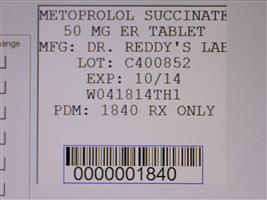 METOPROLOL SUCCINATE
50 MG ER TABLET
MFG: DR. REDDY'S LAB
LOT: C400852
EXP: 10/14
W041814TH1
PDM: 1840 RX ONLY
0000001840